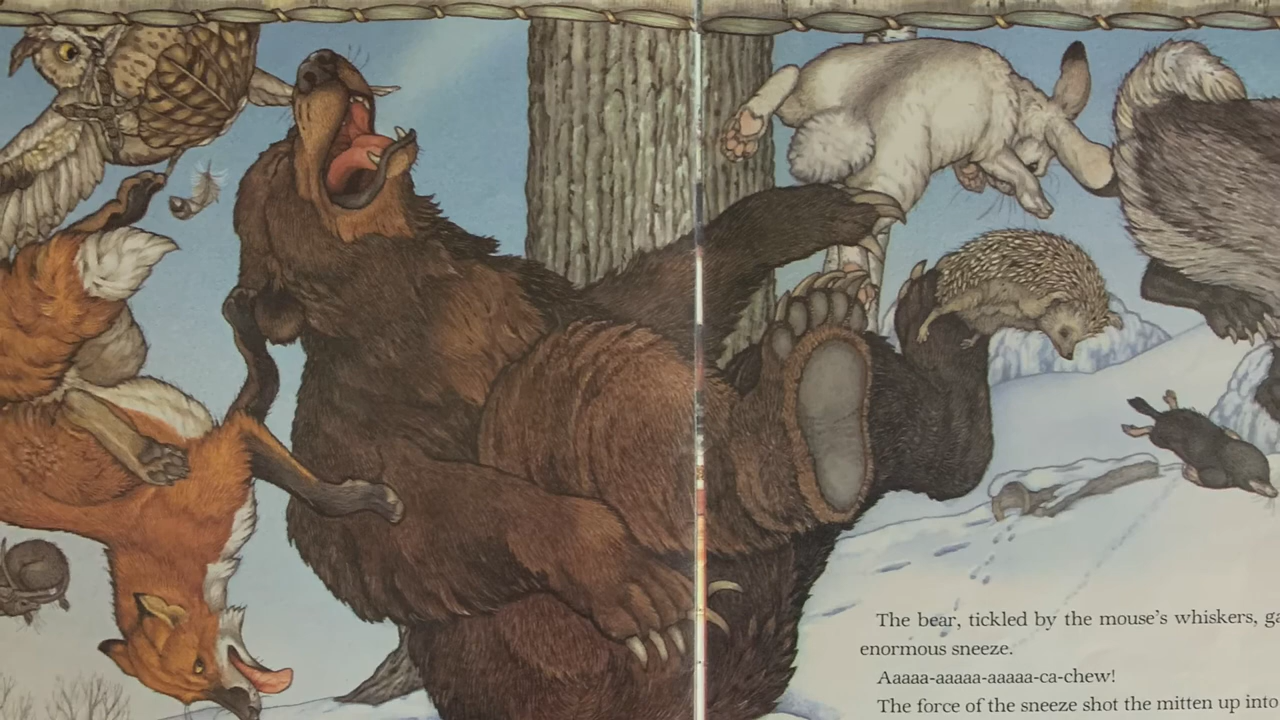 The bear, tickled by the mouse's whiskers, ga
enormous sneeze.
Aaaaa-aaaaa-aaaaa-ca-chew!
The force of the sneeze shot the mitten up into